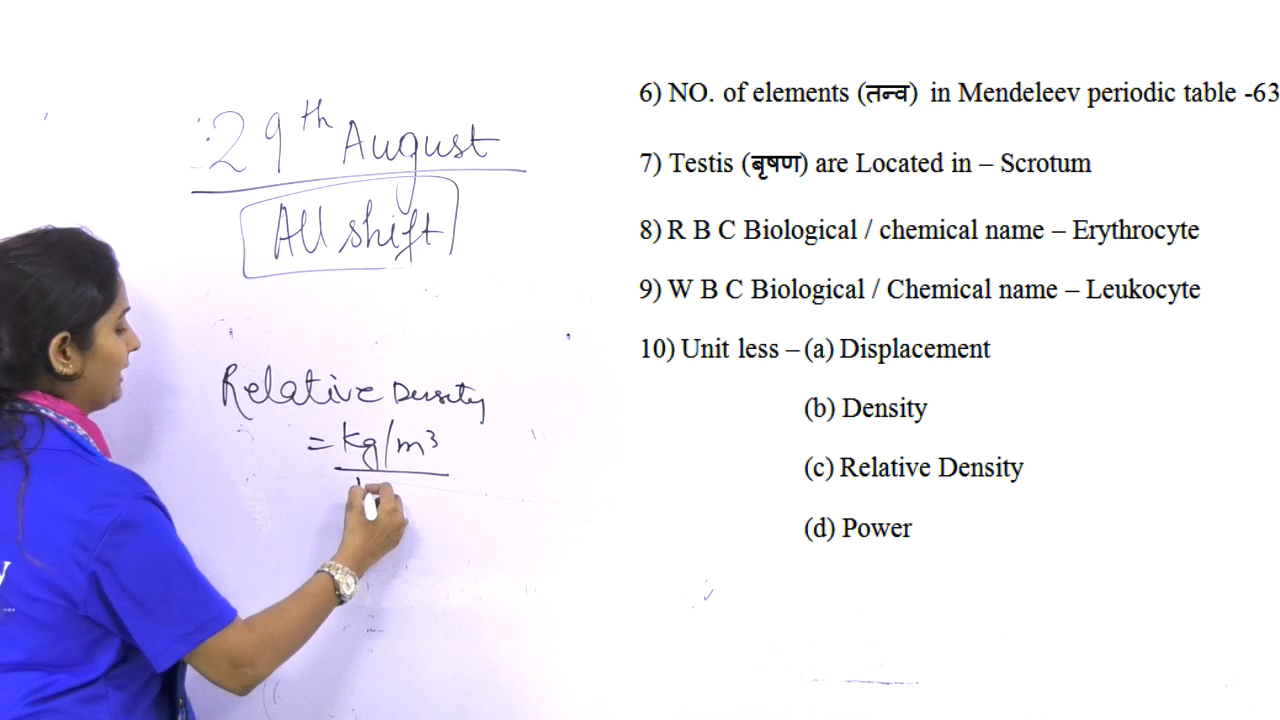 29th August
All shift
Relative Density
= kg/m³
6) NO. of elements (तन्व) in Mendeleev periodic table -63
7) Testis (बृषण) are Located in – Scrotum
8) R B C Biological / chemical name – Erythrocyte
9) W B C Biological / Chemical name – Leukocyte
10) Unit less – (a) Displacement
(b) Density
(c) Relative Density
(d) Power